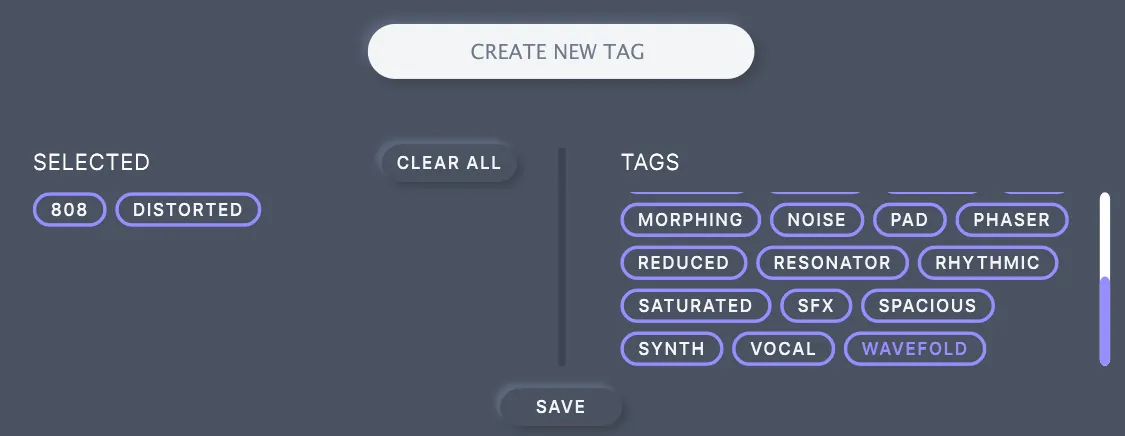 CREATE NEW TAG
SELECTED
CLEAR ALL
808 DISTORTED
TAGS
MORPHING NOISE PAD PHASER
REDUCED RESONATOR RHYTHMIC
SATURATED SFX SPACIOUS
SYNTH VOCAL WAVEFOLD
SAVE